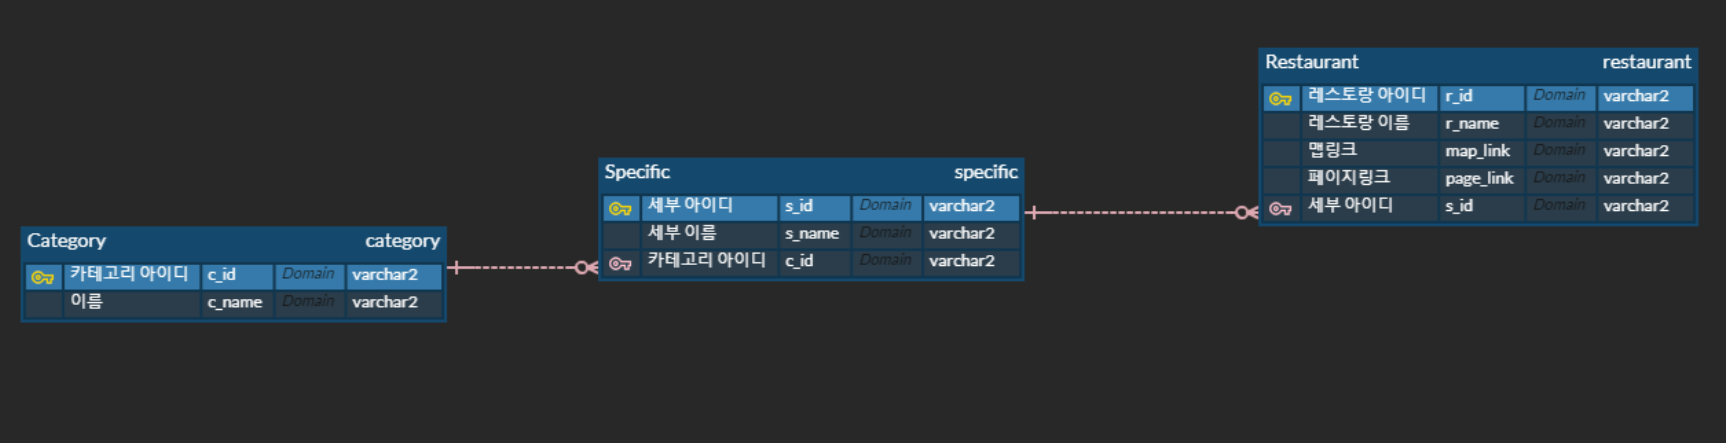 Category category
카테고리 아이디 c_id Domain varchar2
이름 c_name Domain varchar2
Specific specific
세부 아이디 s_id Domain varchar2
세부 이름 s_name Domain varchar2
카테고리 아이디 c_id Domain varchar2
Restaurant restaurant
레스토랑 아이디 r_id Domain varchar2
레스토랑 이름 r_name Domain varchar2
맵링크 map_link Domain varchar2
페이지링크 page_link Domain varchar2
세부 아이디 s_id Domain varchar2